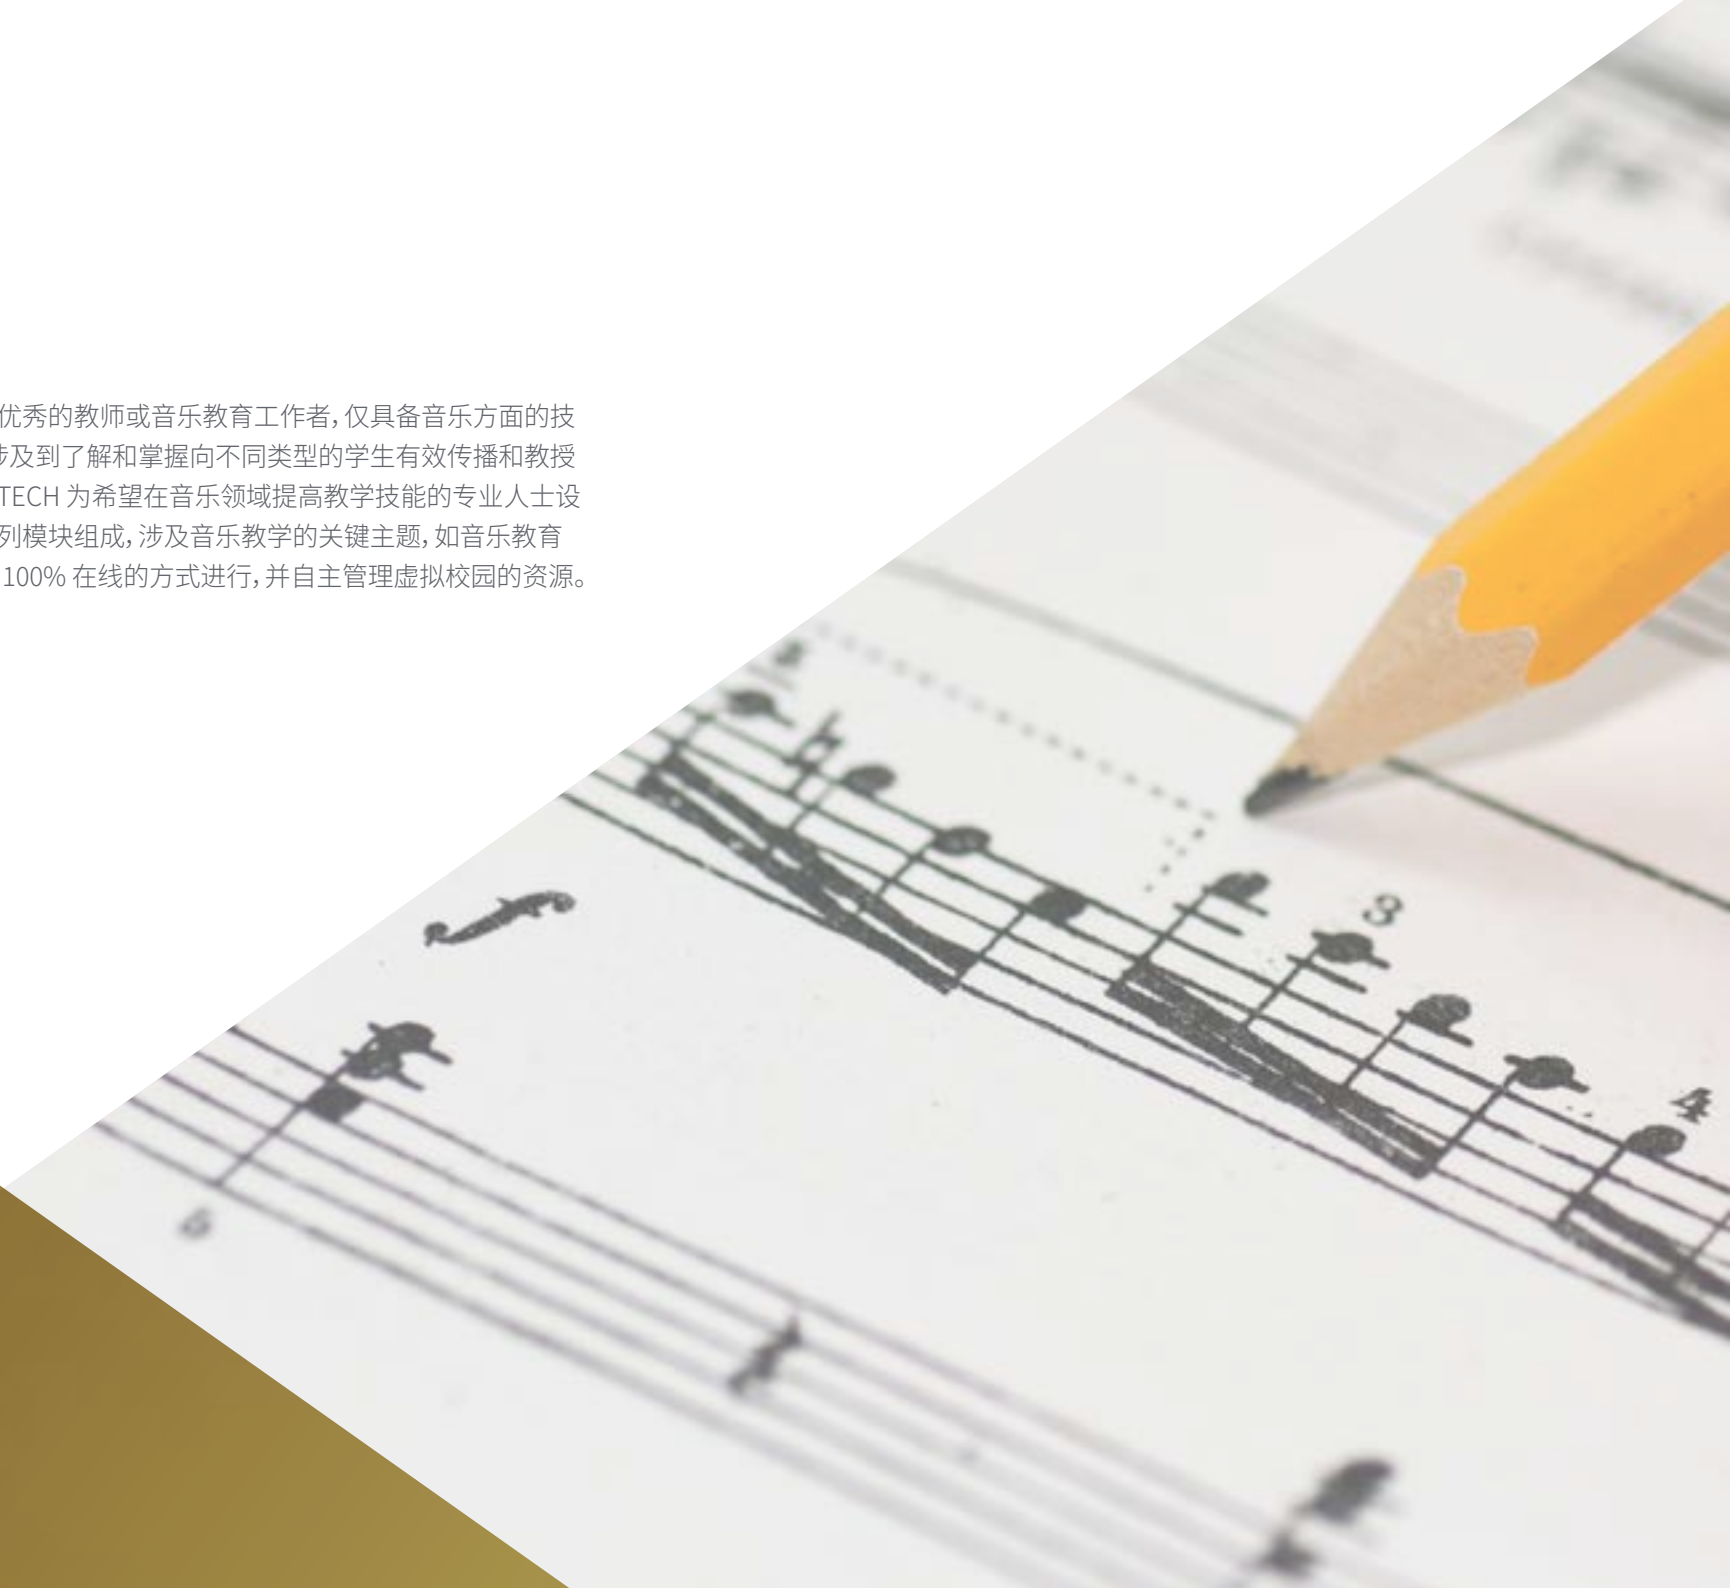 优秀的教师或音乐教育工作者，仅具备音乐方面的技
涉及到了解和掌握向不同类型的学生有效传播和教授
TECH 为希望在音乐领域提高教学技能的专业人士设
列模块组成，涉及音乐教学的关键主题，如音乐教育
100% 在线的方式进行，并自主管理虚拟校园的资源。
3
4
5